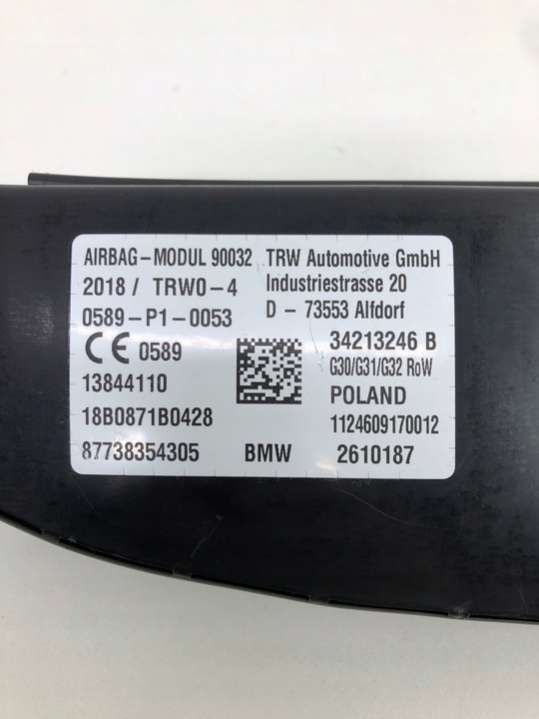 AIRBAG-MODUL 90032 TRW Automotive GmbH
2018 / TRW0-4 Industriestrasse 20
0589-P1-0053 D - 73553 Alfdorf
CE 0589 34213246 B
G30/G31/G32 RoW
13844110 POLAND
18B0871B0428 1124609170012
87738354305 BMW 2610187